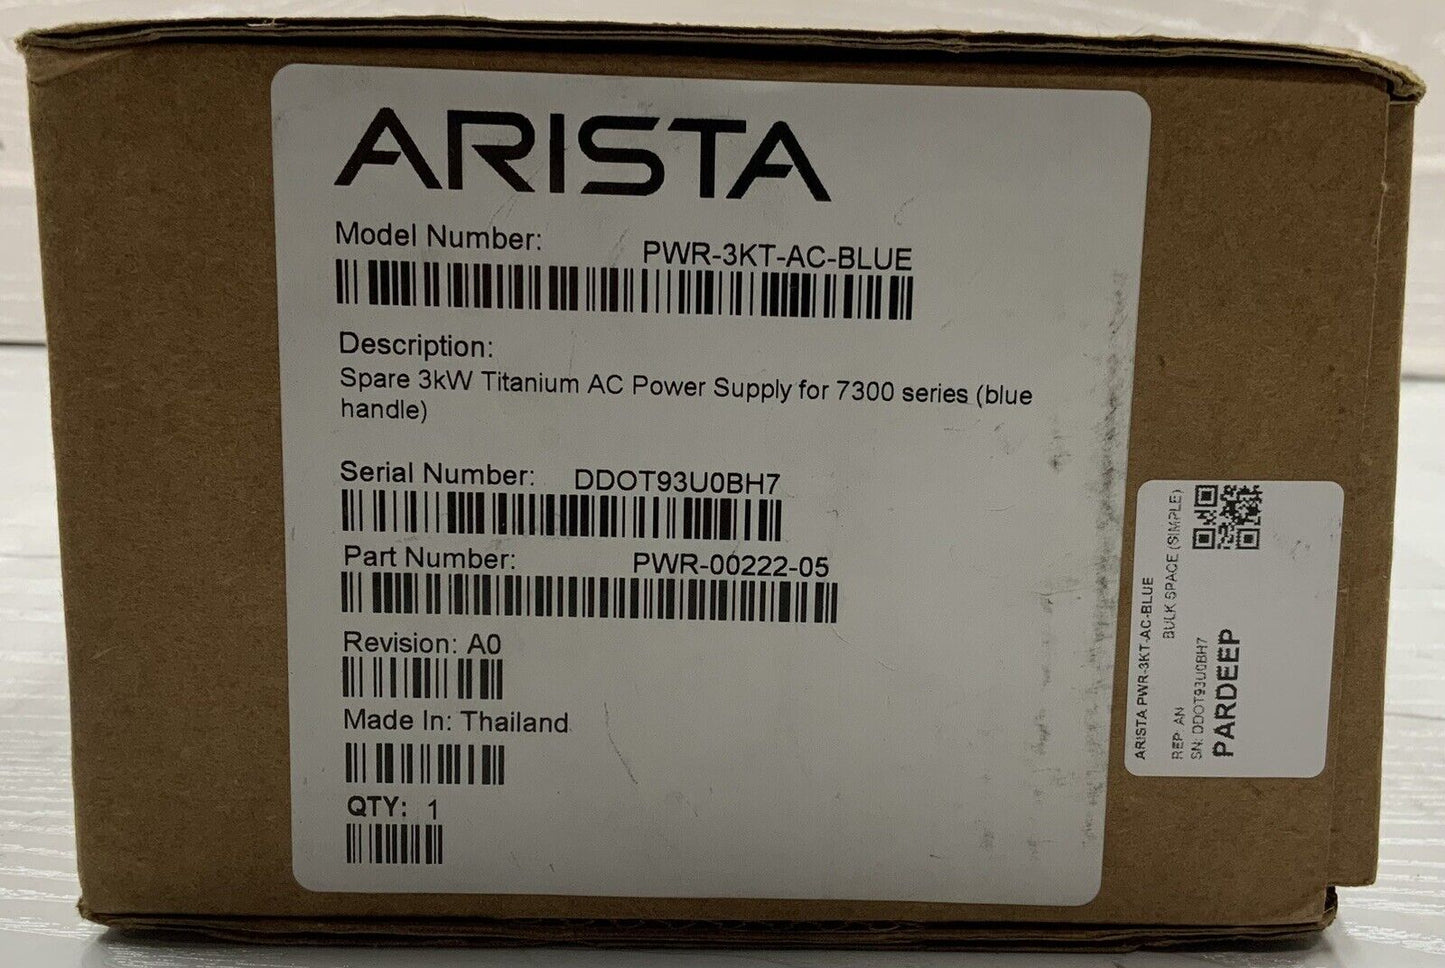 ARISTA
Model Number: PWR-3KT-AC-BLUE
Description:
Spare 3kW Titanium AC Power Supply for 7300 series (blue
handle)
Serial Number: DDOT93U0BH7
Part Number: PWR-00222-05
Revision: A0
Made In: Thailand
QTY: 1
ARISTA PWR-3KT-AC-BLUE
BULK SPACE (SIMPLE)
REP: AN
SN: DDOT93U0BH7
PARDEEP